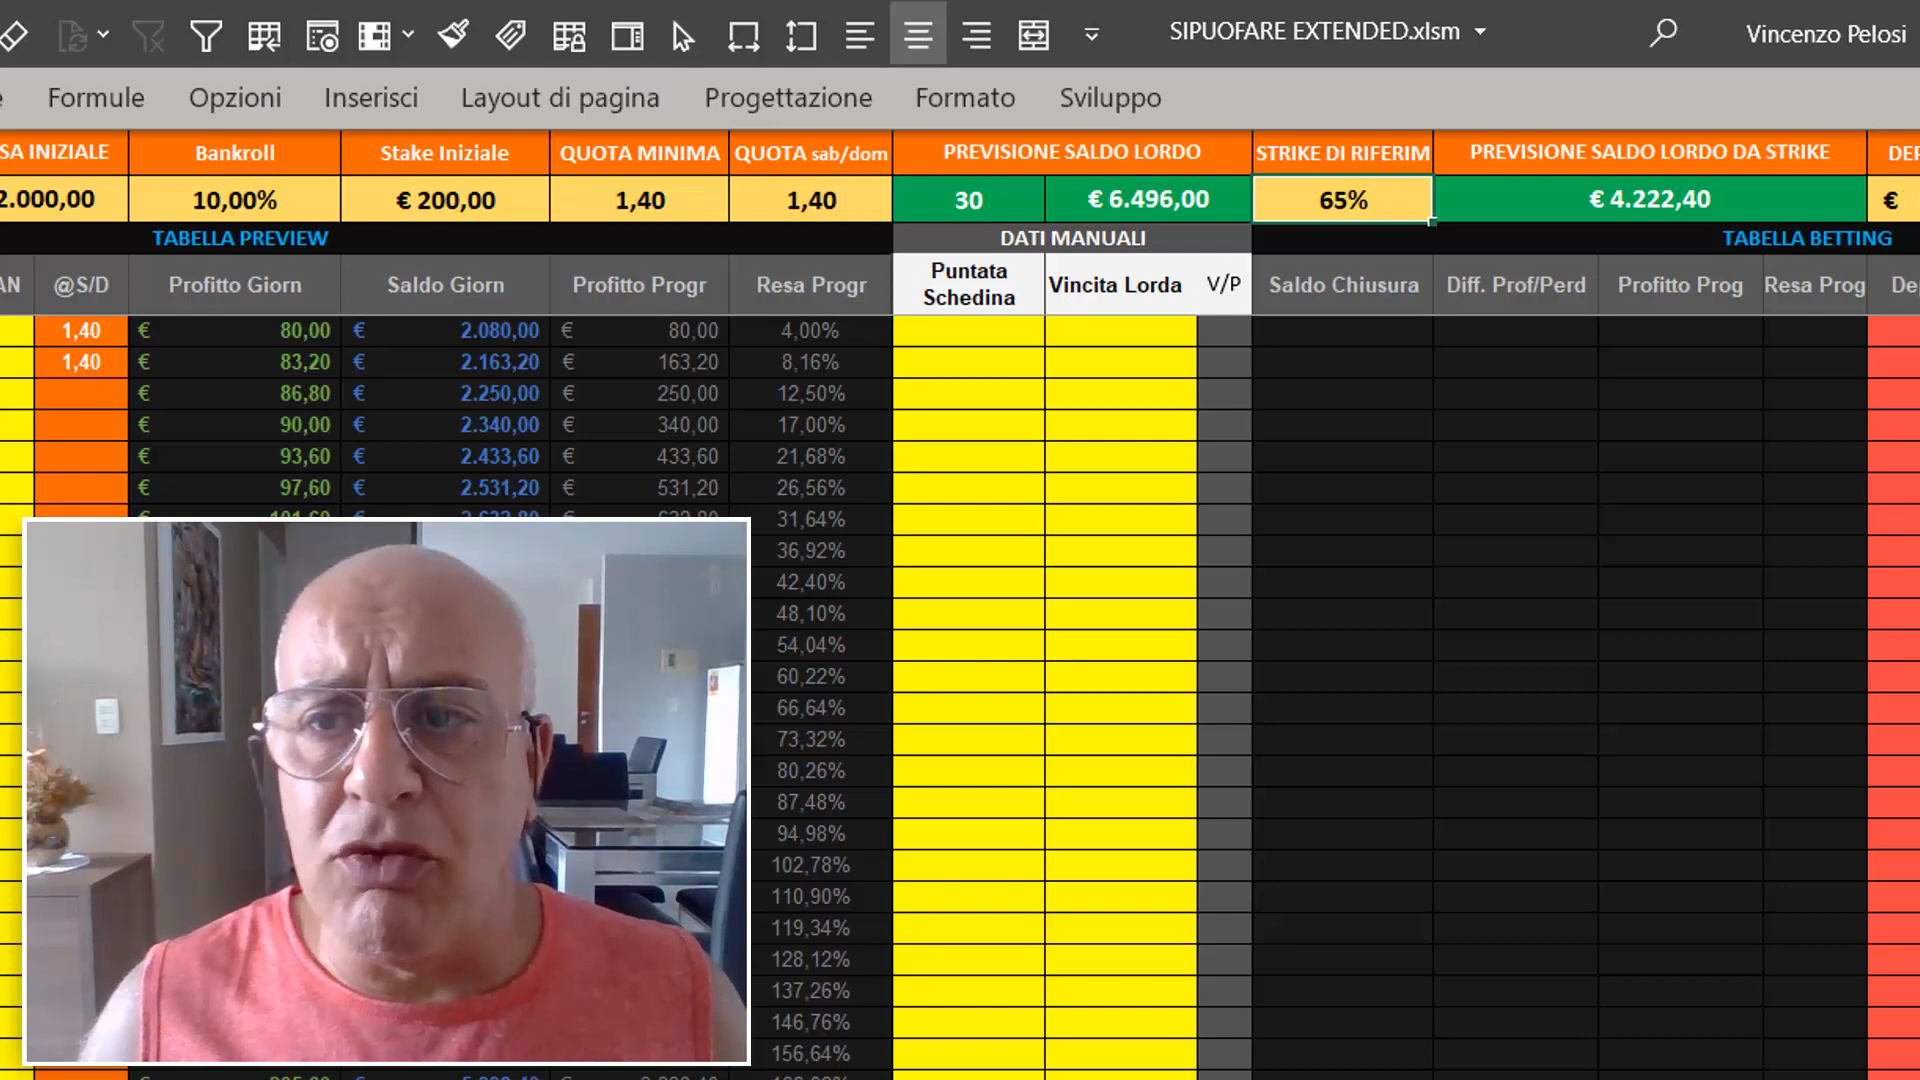 SIPUOFARE EXTENDED.xlsm
Vincenzo Pelosi
Formule Opzioni Inserisci Layout di pagina Progettazione Formato Sviluppo
SA INIZIALE Bankroll Stake Iniziale QUOTA MINIMA QUOTA sab/dom PREVISIONE SALDO LORDO STRIKE DI RIFERIM PREVISIONE SALDO LORDO DA STRIKE DEP
2.000,00 10,00% € 200,00 1,40 1,40 30 € 6.496,00 65% € 4.222,40 €
TABELLA PREVIEW DATI MANUALI TABELLA BETTING
AN @S/D Profitto Giorn Saldo Giorn Profitto Progr Resa Progr Puntata Schedina Vincita Lorda V/P Saldo Chiusura Diff. Prof/Perd Profitto Prog Resa Prog De
1,40 € 80,00 € 2.080,00 € 80,00 4,00%
1,40 € 83,20 € 2.163,20 € 163,20 8,16%
€ 86,80 € 2.250,00 € 250,00 12,50%
€ 90,00 € 2.340,00 € 340,00 17,00%
€ 93,60 € 2.433,60 € 433,60 21,68%
€ 97,60 € 2.531,20 € 531,20 26,56%
31,64%
36,92%
42,40%
48,10%
54,04%
60,22%
66,64%
73,32%
80,26%
87,48%
94,98%
102,78%
110,90%
119,34%
128,12%
137,26%
146,76%
156,64%